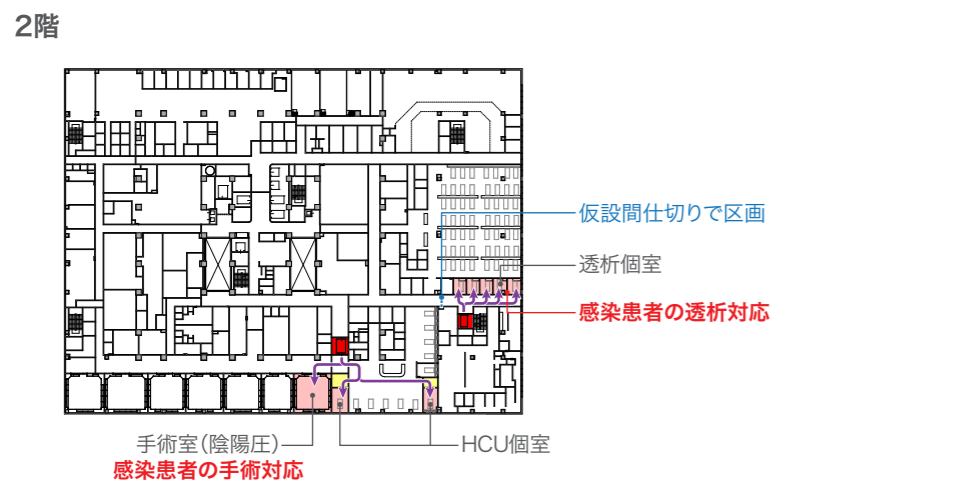 2階
仮設間仕切りで区画
透析個室
感染患者の透析対応
手術室(陰陽圧)
HCU個室
感染患者の手術対応